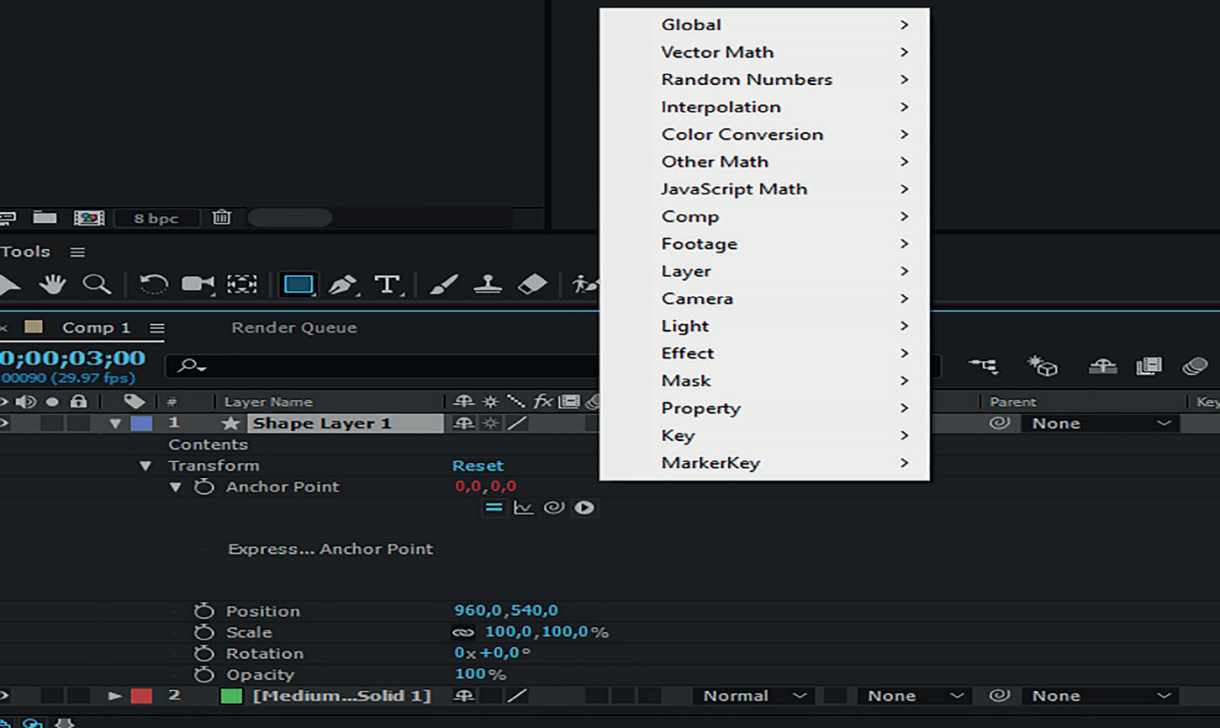 Global
Vector Math
Random Numbers
Interpolation
Color Conversion
Other Math
JavaScript Math
Comp
Footage
Layer
Camera
Light
Effect
Mask
Property
Key
MarkerKey
8 bpc
Tools
Comp 1
Render Queue
0;00;03;00
00090 (29.97 fps)
# Layer Name fx Parent Key
1 Shape Layer 1 None
Contents
Transform Reset
Anchor Point 0,0,0,0
Express... Anchor Point
Position 960,0,540,0
Scale 100,0,100,0%
Rotation 0x+0,0°
Opacity 100%
2 [Medium...Solid 1] Normal None None